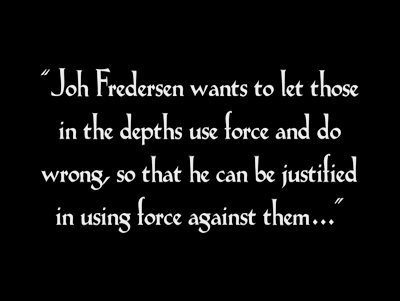 "Joh Fredersen wants to let those
in the depths use force and do
wrong, so that he can be justified
in using force against them..."